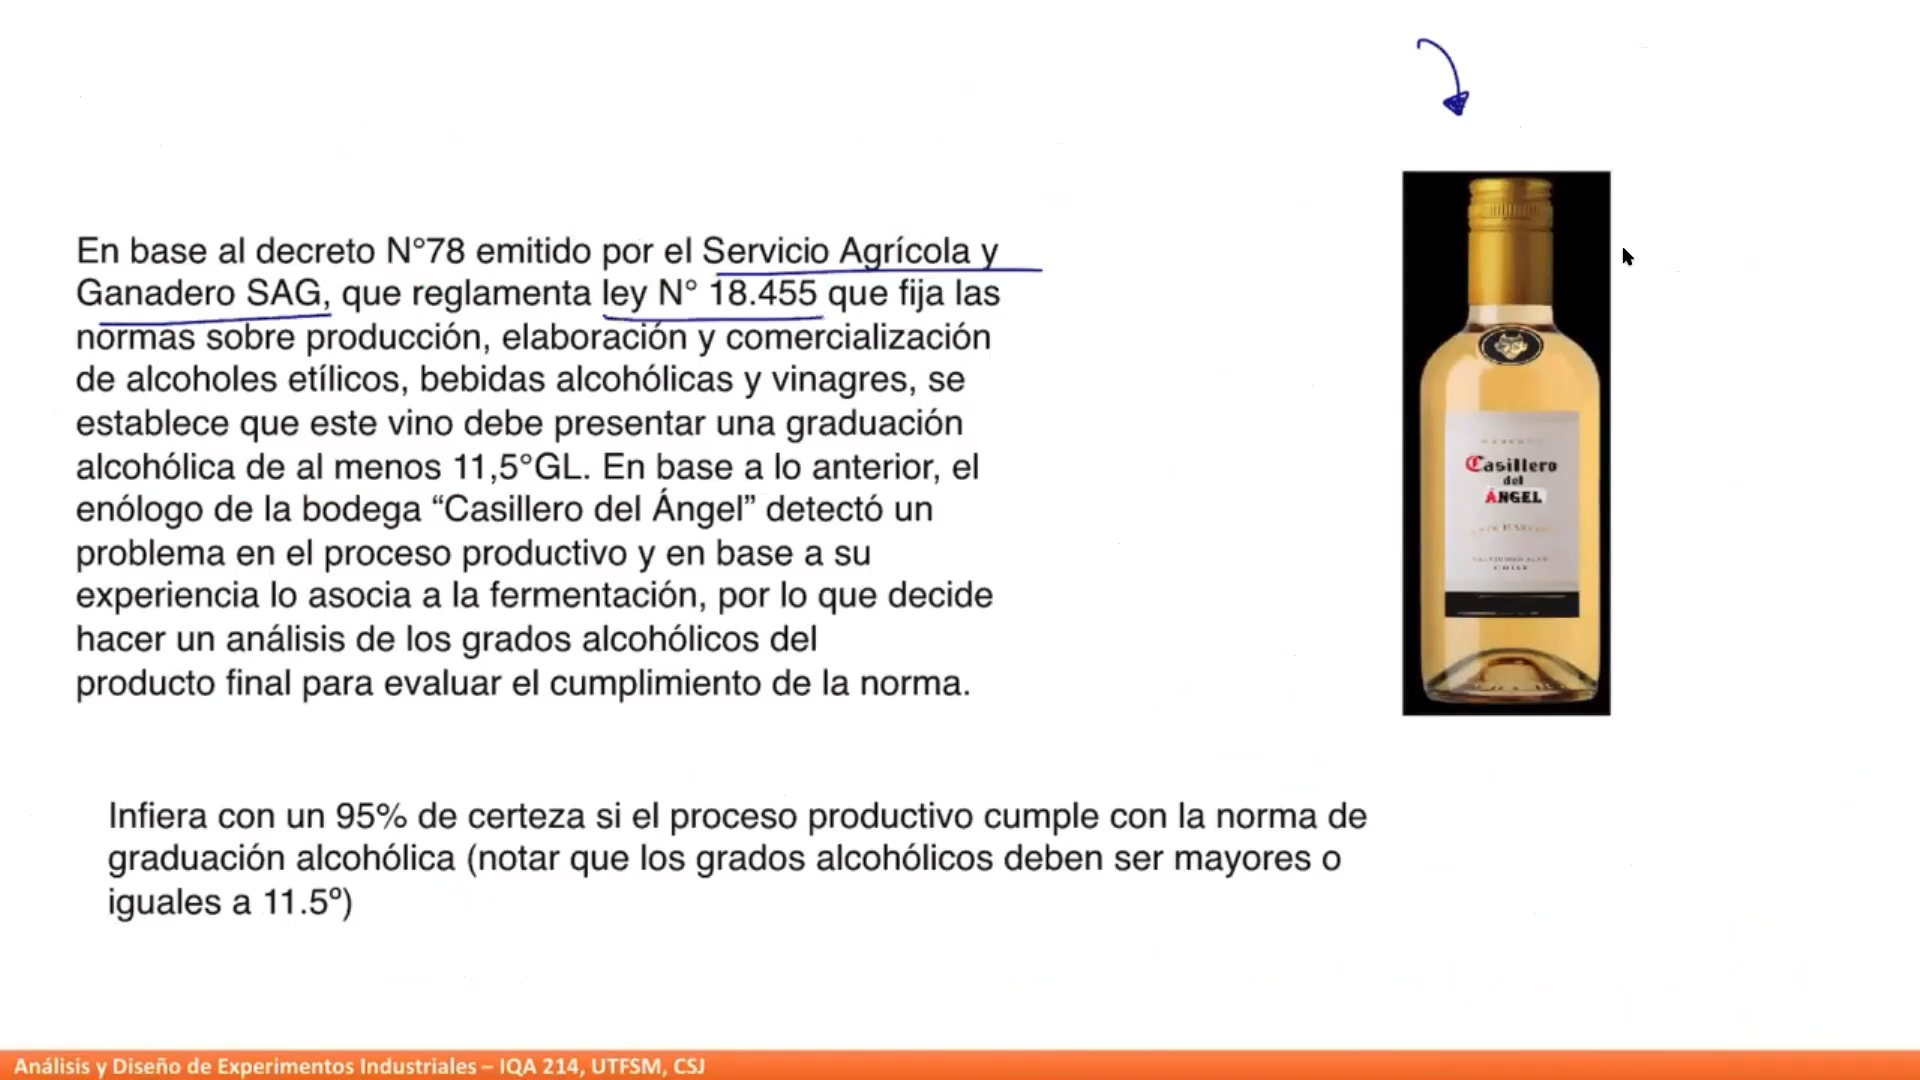 En base al decreto N°78 emitido por el Servicio Agrícola y
Ganadero SAG, que reglamenta ley N° 18.455 que fija las
normas sobre producción, elaboración y comercialización
de alcoholes etílicos, bebidas alcohólicas y vinagres, se
establece que este vino debe presentar una graduación
alcohólica de al menos 11,5°GL. En base a lo anterior, el
enólogo de la bodega “Casillero del Ángel” detectó un
problema en el proceso productivo y en base a su
experiencia lo asocia a la fermentación, por lo que decide
hacer un análisis de los grados alcohólicos del
producto final para evaluar el cumplimiento de la norma.
Casillero
del
ÁNGEL
CHILE
Infiera con un 95% de certeza si el proceso productivo cumple con la norma de
graduación alcohólica (notar que los grados alcohólicos deben ser mayores o
iguales a 11.5º)
Análisis y Diseño de Experimentos Industriales – IQA 214, UTFSM, CSJ